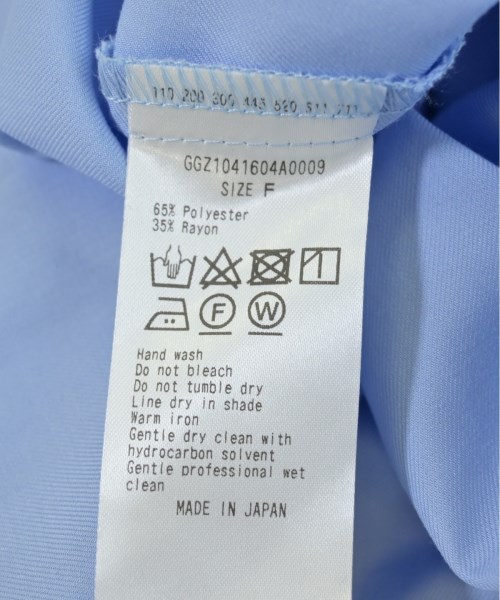 GGZ1041604A0009
SIZE F
65% Polyester
35% Rayon
F W
Hand wash
Do not bleach
Do not tumble dry
Line dry in shade
Warm iron
Gentle dry clean with
hydrocarbon solvent
Gentle professional wet
clean
MADE IN JAPAN